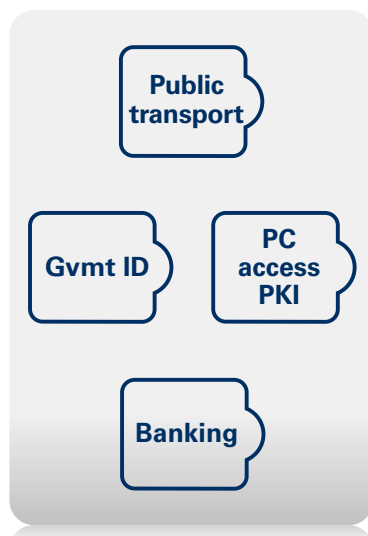 Public
transport
Gvmt ID
PC
access
PKI
Banking